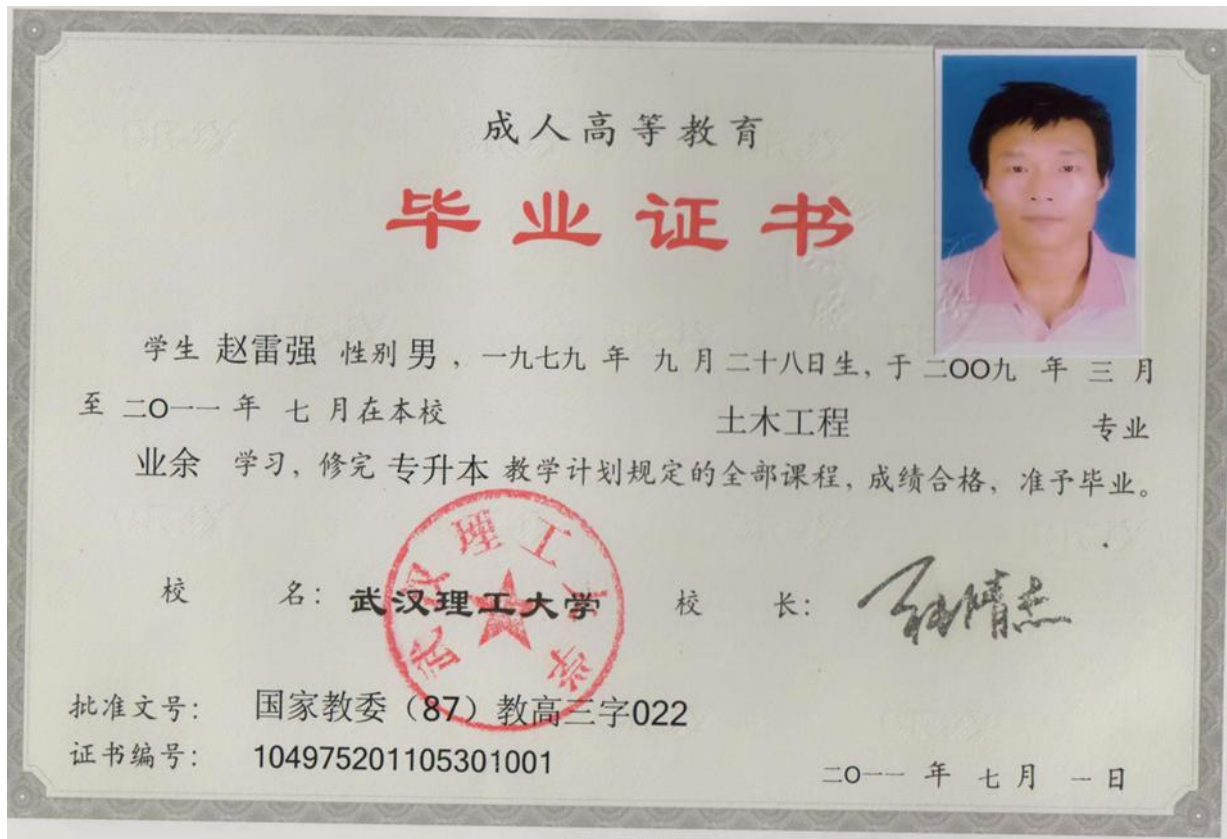 成人高等教育
毕业证书
学生 赵雷强 性别 男 ，一九七九 年 九 月 二十八日生，于 二OO九 年 三 月
至 二O一一 年 七 月在本校 土木工程 专业
业余 学习，修完 专升本 教学计划规定的全部课程，成绩合格，准予毕业。
校 名：武汉理工大学 校 长：
武汉理工大学
批准文号： 国家教委（87）教高三字022
证书编号： 104975201105301001
二O一一 年 七 月 一 日